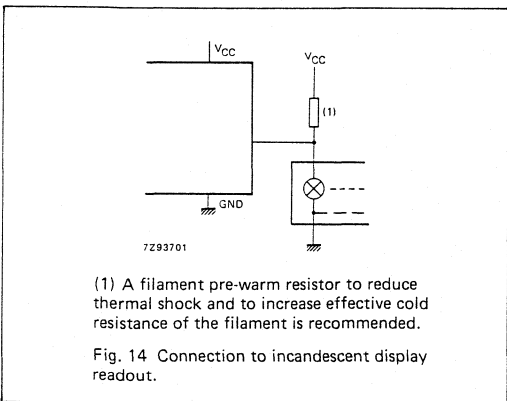 VCC
VCC
(1)
GND
7Z93701
(1) A filament pre-warm resistor to reduce
thermal shock and to increase effective cold
resistance of the filament is recommended.
Fig. 14 Connection to incandescent display
readout.